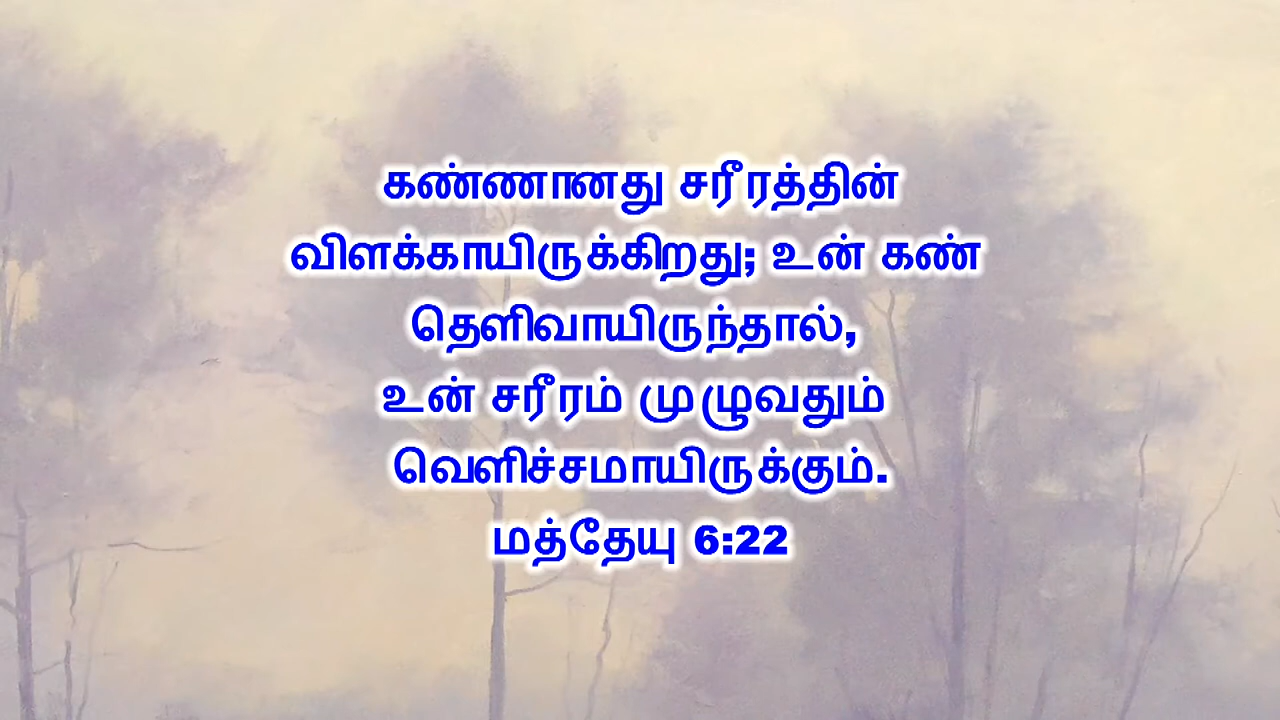 கண்ணானது சரீரத்தின்
விளக்காயிருக்கிறது; உன் கண்
தெளிவாயிருந்தால்,
உன் சரீரம் முழுவதும்
வெளிச்சமாயிருக்கும்.
மத்தேயு 6:22